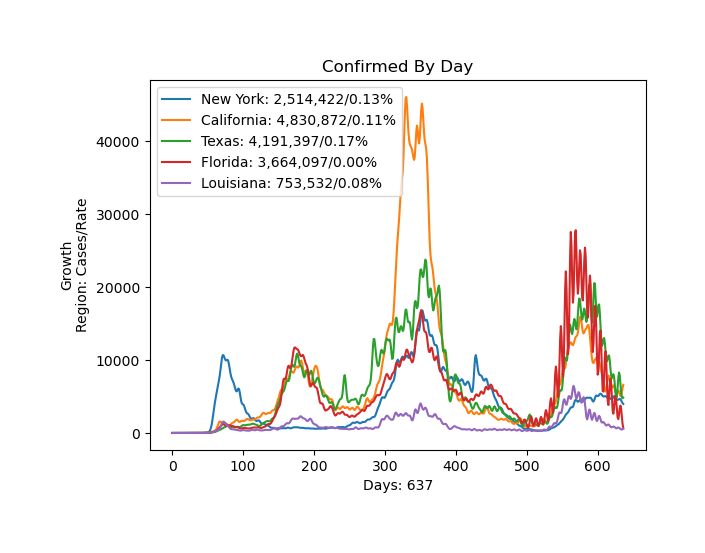 Confirmed By Day
New York: 2,514,422/0.13%
California: 4,830,872/0.11%
Texas: 4,191,397/0.17%
Florida: 3,664,097/0.00%
Louisiana: 753,532/0.08%
Growth
Region: Cases/Rate
40000
30000
20000
10000
0
0 100 200 300 400 500 600
Days: 637